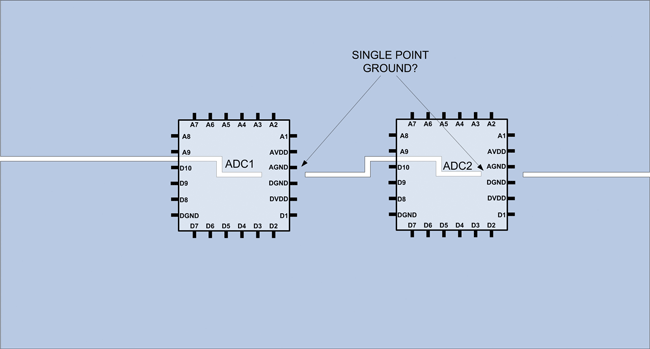 SINGLE POINT
GROUND?
A7 A6 A5 A4 A3 A2
A8
A9
D10
D9
D8
DGND
ADC1
A1
AVDD
AGND
DGND
DVDD
D1
D7 D6 D5 D4 D3 D2
A7 A6 A5 A4 A3 A2
A8
A9
D10
D9
D8
DGND
ADC2
A1
AVDD
AGND
DGND
DVDD
D1
D7 D6 D5 D4 D3 D2